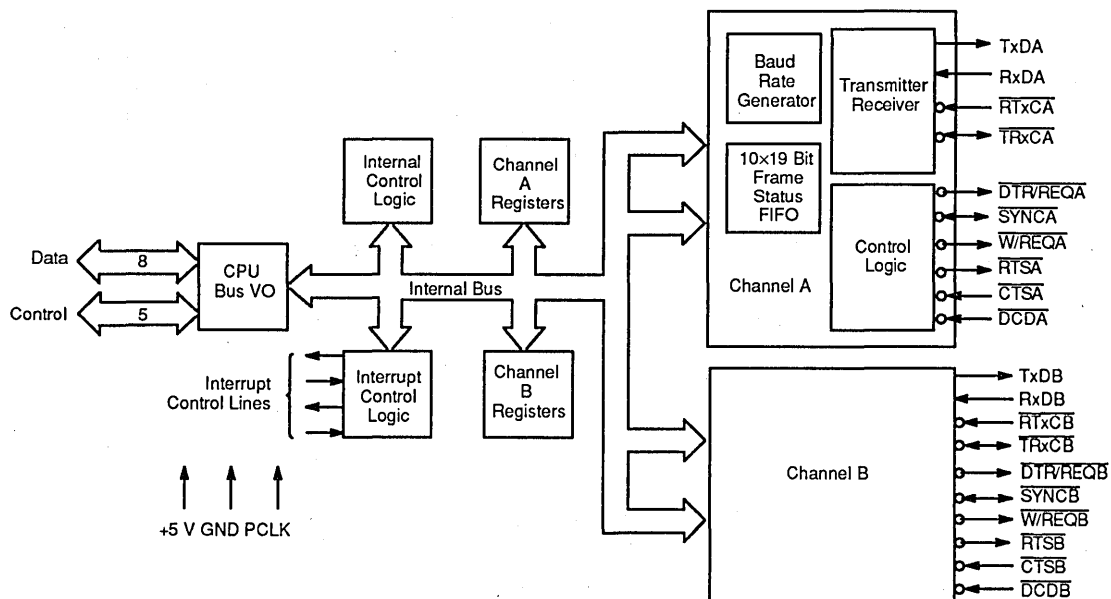 Data
8
Control
5
CPU
Bus VO
Internal
Control
Logic
Channel
A
Registers
Internal Bus
Interrupt
Control Lines
Interrupt
Control
Logic
Channel
B
Registers
+5 V GND PCLK
Baud
Rate
Generator
Transmitter
Receiver
10×19 Bit
Frame
Status
FIFO
Control
Logic
Channel A
TxDA
RxDA
RTxCA
TRxCA
DTR/REQA
SYNCA
W/REQA
RTSA
CTSA
DCDA
Channel B
TxDB
RxDB
RTxCB
TRxCB
DTR/REQB
SYNCB
W/REQB
RTSB
CTSB
DCDB